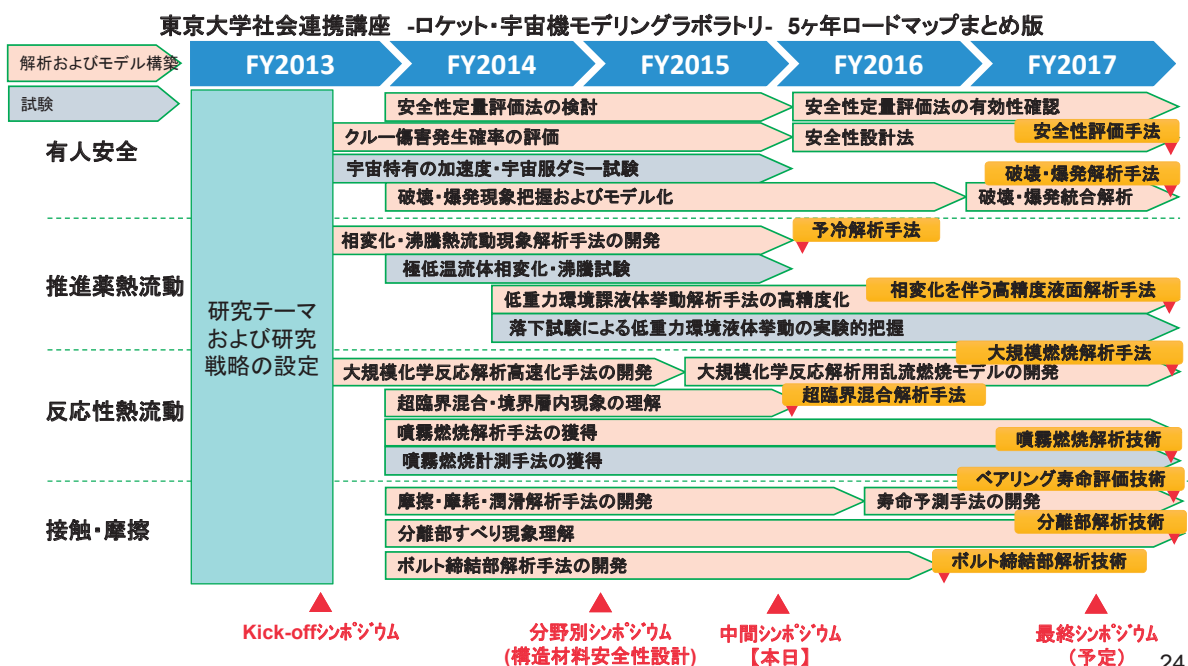 東京大学社会連携講座 -ロケット・宇宙機モデリングラボラトリ- 5ヶ年ロードマップまとめ版
解析およびモデル構築
試験
FY2013
FY2014
FY2015
FY2016
FY2017
研究テーマ
および研究
戦略の設定
有人安全
安全性定量評価法の検討
安全性定量評価法の有効性確認
クルー傷害発生確率の評価
安全性設計法
安全性評価手法
宇宙特有の加速度・宇宙服ダミー試験
破壊・爆発解析手法
破壊・爆発現象把握およびモデル化
破壊・爆発統合解析
推進薬熱流動
相変化・沸騰熱流動現象解析手法の開発
予冷解析手法
極低温流体相変化・沸騰試験
低重力環境課液体挙動解析手法の高精度化
相変化を伴う高精度液面解析手法
落下試験による低重力環境液体挙動の実験的把握
反応性熱流動
大規模燃焼解析手法
大規模化学反応解析高速化手法の開発
大規模化学反応解析用乱流燃焼モデルの開発
超臨界混合・境界層内現象の理解
超臨界混合解析手法
噴霧燃焼解析手法の獲得
噴霧燃焼解析技術
噴霧燃焼計測手法の獲得
接触・摩擦
ベアリング寿命評価技術
摩擦・摩耗・潤滑解析手法の開発
寿命予測手法の開発
分離部解析技術
分離部すべり現象理解
ボルト締結部解析手法の開発
ボルト締結部解析技術
Kick-offｼﾝﾎﾟｼﾞｳﾑ
分野別ｼﾝﾎﾟｼﾞｳﾑ
(構造材料安全性設計)
中間ｼﾝﾎﾟｼﾞｳﾑ
【本日】
最終ｼﾝﾎﾟｼﾞｳﾑ
（予定）
24